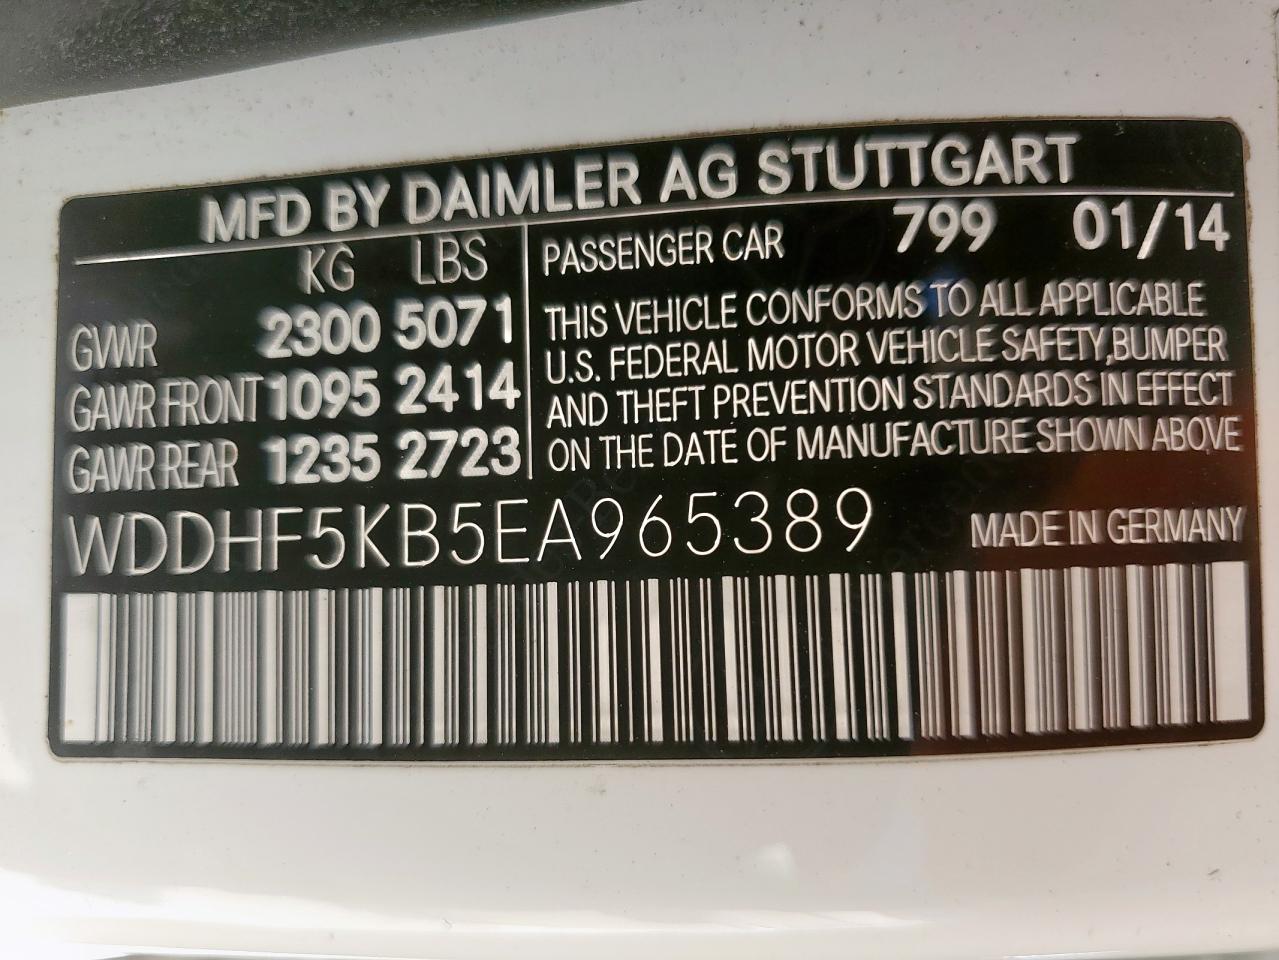 MFD BY DAIMLER AG STUTTGART
KG LBS
GVWR 2300 5071
GAWR FRONT 1095 2414
GAWR REAR 1235 2723
PASSENGER CAR 799 01/14
THIS VEHICLE CONFORMS TO ALL APPLICABLE
U.S. FEDERAL MOTOR VEHICLE SAFETY,BUMPER
AND THEFT PREVENTION STANDARDS IN EFFECT
ON THE DATE OF MANUFACTURE SHOWN ABOVE
WDDHF5KB5EA965389 MADE IN GERMANY